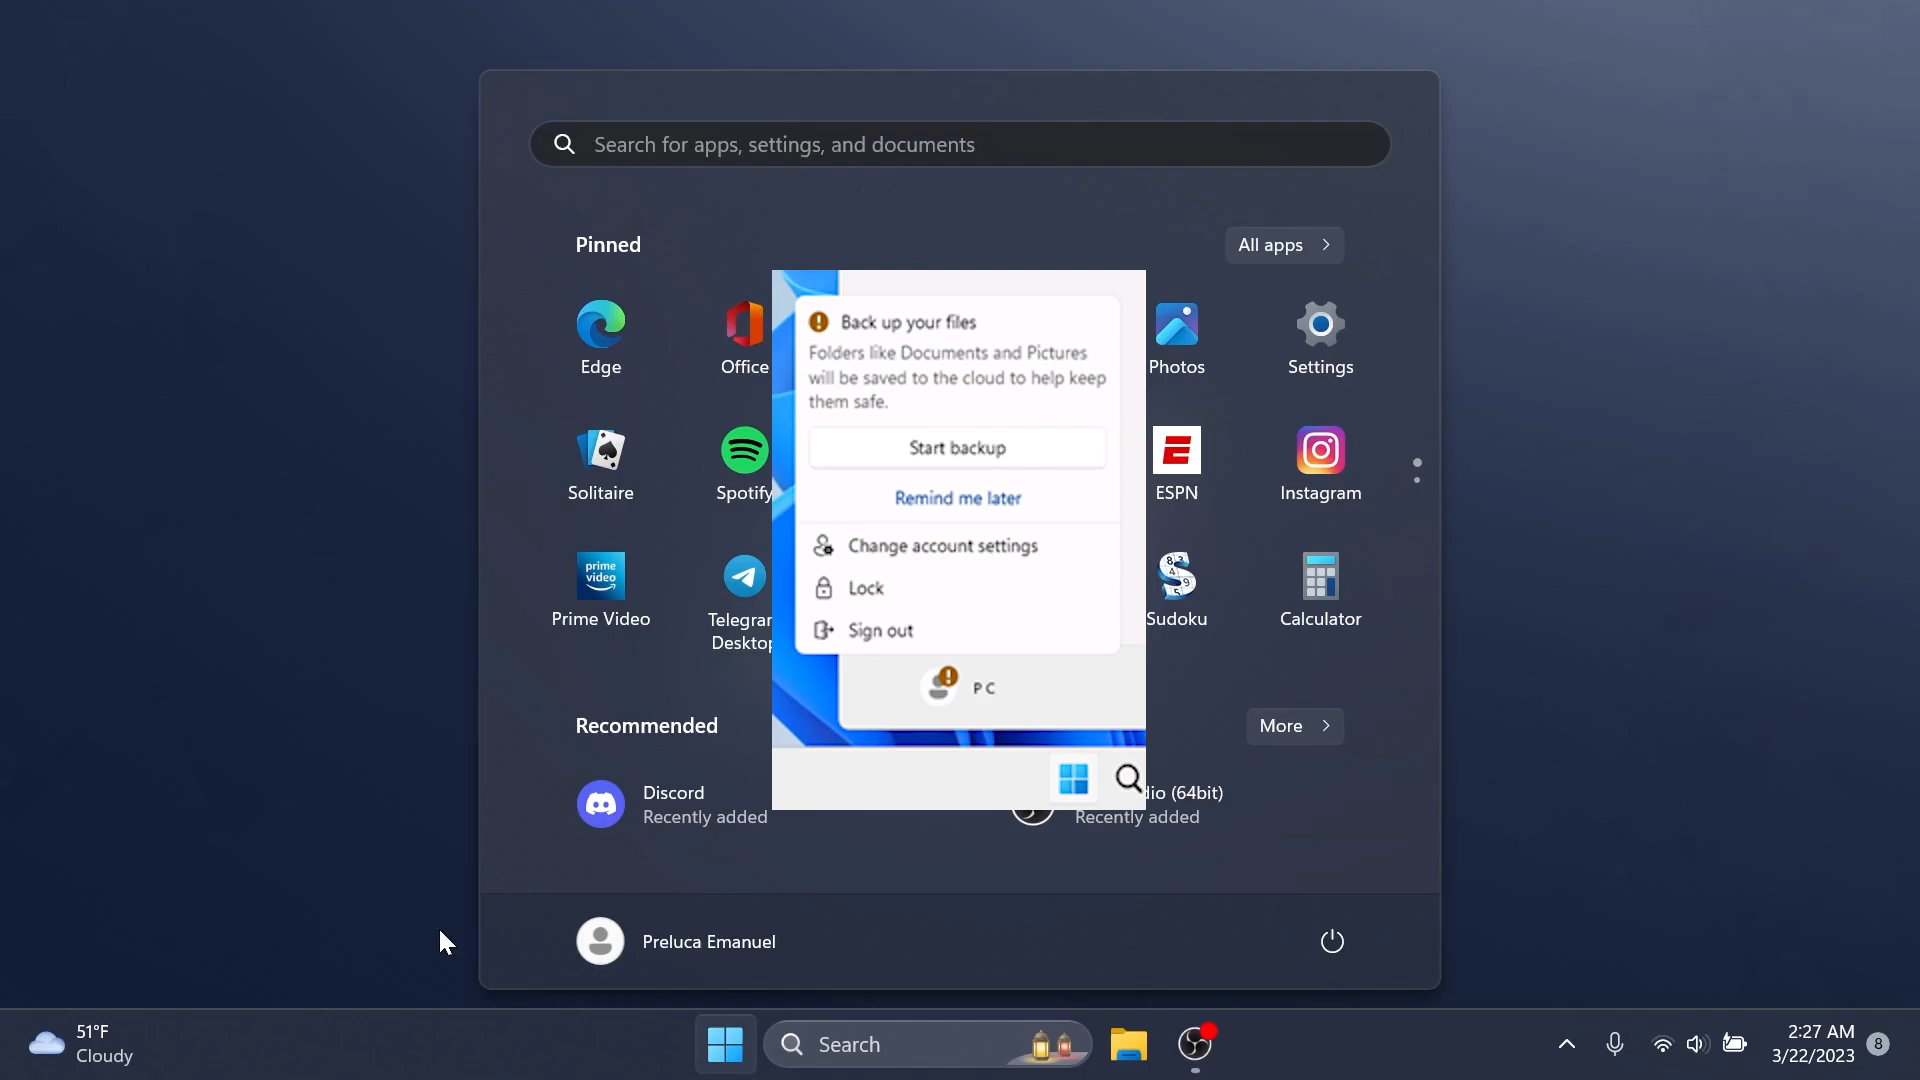 Search for apps, settings, and documents
Pinned
All apps
Edge
Office
Photos
Settings
Back up your files
Folders like Documents and Pictures
will be saved to the cloud to help keep
them safe.
Start backup
Remind me later
Solitaire
Spotify
E
ESPN
Instagram
Change account settings
Lock
Sign out
prime
video
Prime Video
Telegra
Deskto
Sudoku
Calculator
P C
Recommended
More
Discord
Recently added
dio (64bit)
Recently added
Preluca Emanuel
51°F
Cloudy
Search
2:27 AM
3/22/2023
8